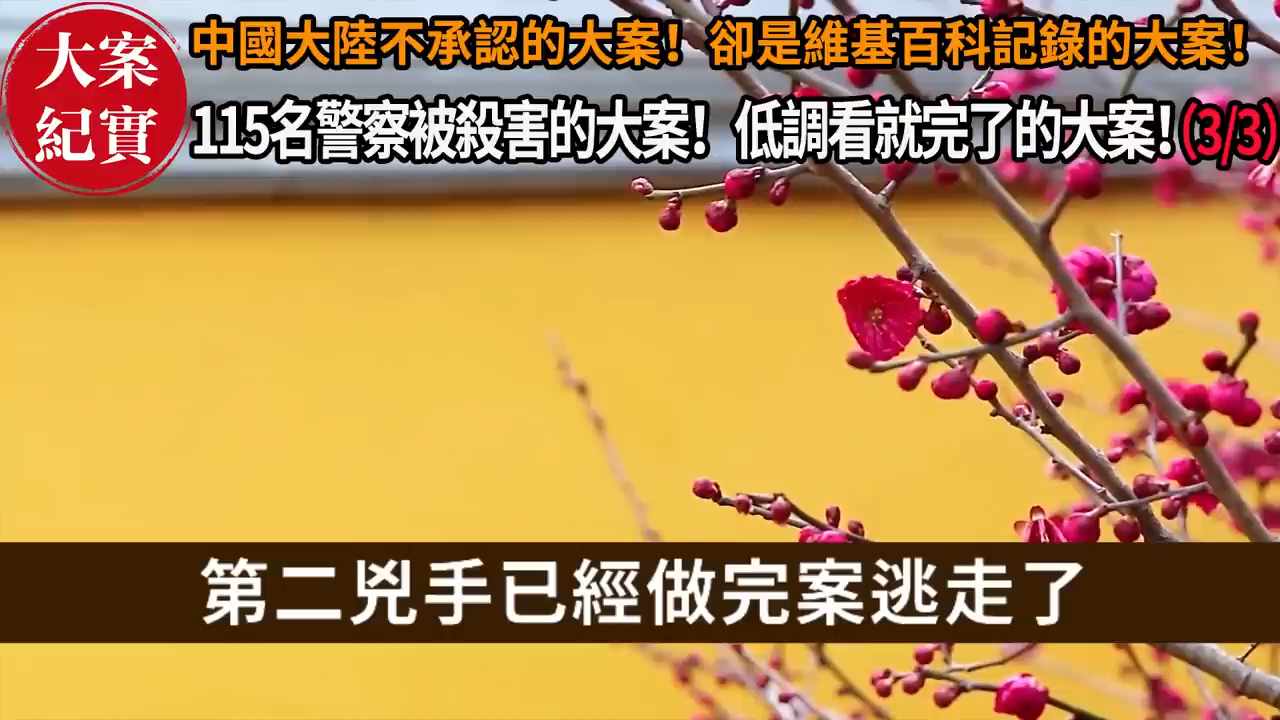 大案
紀實
中國大陸不承認的大案！卻是維基百科記錄的大案！
115名警察被殺害的大案！低調看就完了的大案！(3/3)
第二兇手已經做完案逃走了